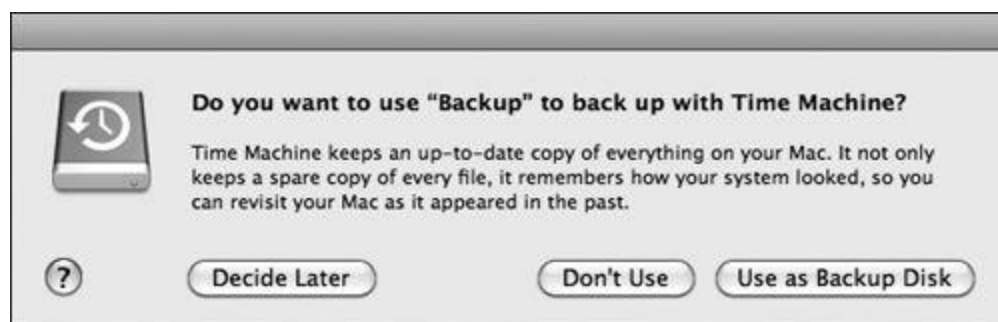 Do you want to use “Backup” to back up with Time Machine?
Time Machine keeps an up-to-date copy of everything on your Mac. It not only
keeps a spare copy of every file, it remembers how your system looked, so you
can revisit your Mac as it appeared in the past.
?
Decide Later
Don't Use
Use as Backup Disk